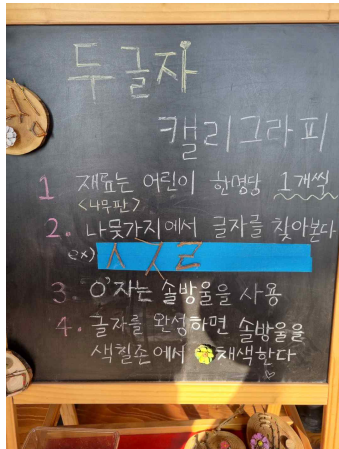 두글자
캘리그라피
1 재료는 어린이 한명당 1개씩
<나무판>
2. 나뭇가지에서 글자를 찾아본다
ex) ㅅ ㅈ ㄹ
3. 'O'자는 솔방울을 사용
4. 글자를 완성하면 솔방울을
색칠존에서 채색한다